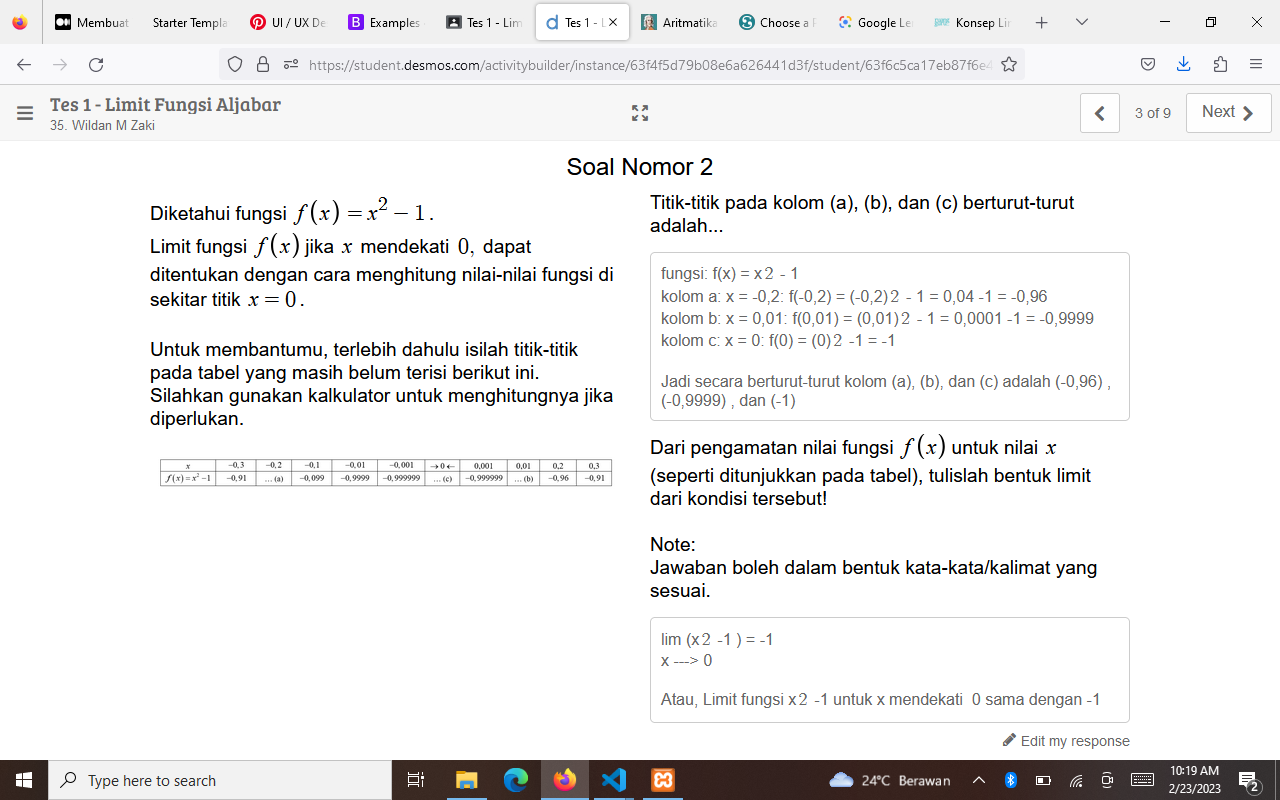 Membuat
Starter Templa
UI / UX De
Examples
Tes 1 - Lim
Tes 1 - L
Aritmatika
Choose a F
Google Le
Konsep Lin
https://student.desmos.com/activitybuilder/instance/63f4f5d79b08e6a626441d3f/student/63f6c5ca17eb87f6e4
Tes 1 - Limit Fungsi Aljabar
35. Wildan M Zaki
3 of 9
Next
Soal Nomor 2
Diketahui fungsi f(x) = x² − 1.
Limit fungsi f(x) jika x mendekati 0, dapat
ditentukan dengan cara menghitung nilai-nilai fungsi di
sekitar titik x = 0.
Untuk membantumu, terlebih dahulu isilah titik-titik
pada tabel yang masih belum terisi berikut ini.
Silahkan gunakan kalkulator untuk menghitungnya jika
diperlukan.
x −0,3 −0,2 −0,1 −0,01 −0,001 →0← 0,001 0,01 0,2 0,3
f(x)=x²−1 −0,91 ... (a) −0,099 −0,9999 −0,999999 ... (c) −0,999999 ... (b) −0,96 −0,91
Titik-titik pada kolom (a), (b), dan (c) berturut-turut
adalah...
fungsi: f(x) = x2 - 1
kolom a: x = -0,2: f(-0,2) = (-0,2)2 - 1 = 0,04 -1 = -0,96
kolom b: x = 0,01: f(0,01) = (0,01)2 - 1 = 0,0001 -1 = -0,9999
kolom c: x = 0: f(0) = (0)2 -1 = -1
Jadi secara berturut-turut kolom (a), (b), dan (c) adalah (-0,96) ,
(-0,9999) , dan (-1)
Dari pengamatan nilai fungsi f(x) untuk nilai x
(seperti ditunjukkan pada tabel), tulislah bentuk limit
dari kondisi tersebut!
Note:
Jawaban boleh dalam bentuk kata-kata/kalimat yang
sesuai.
lim (x2 -1 ) = -1
x ---> 0
Atau, Limit fungsi x2 -1 untuk x mendekati 0 sama dengan -1
Edit my response
Type here to search
24°C Berawan
10:19 AM
2/23/2023
2